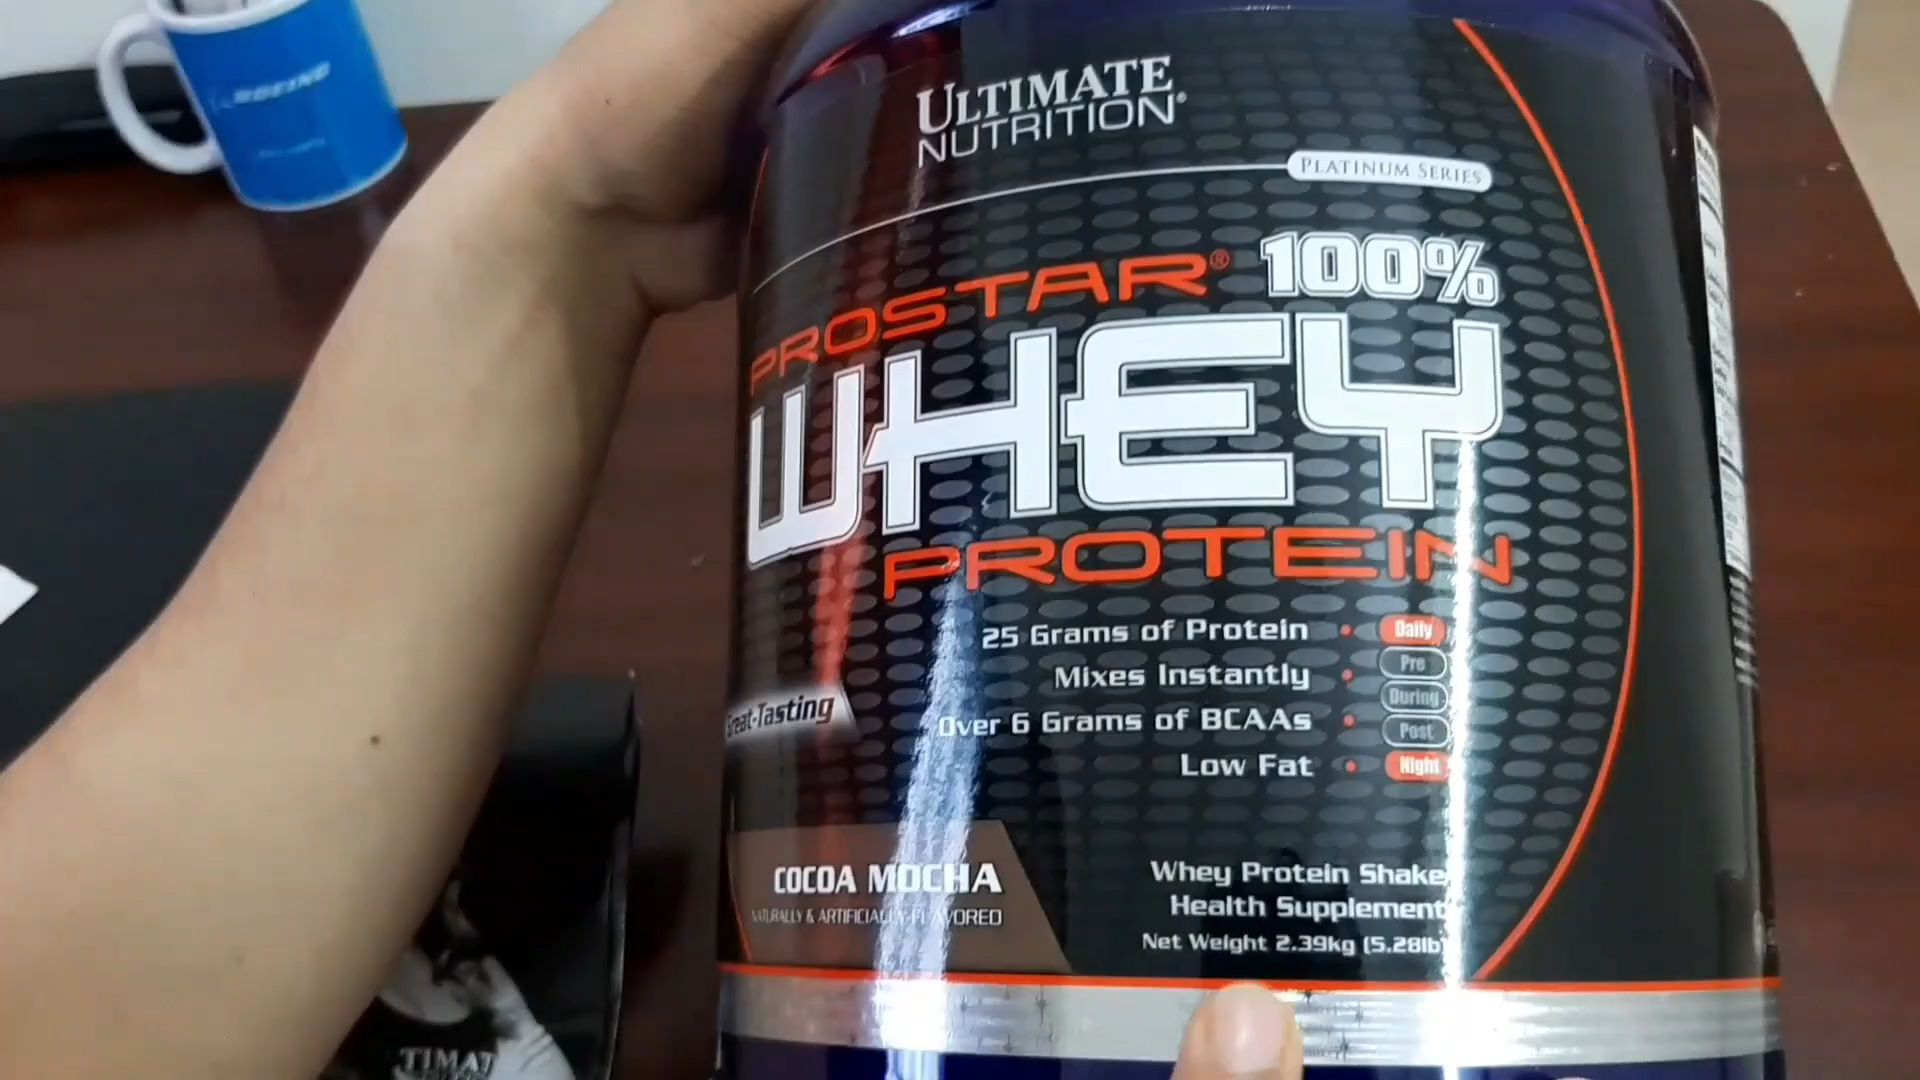 BOEING
ULTIMATE
NUTRITION®
PLATINUM SERIES
PROSTAR® 100%
WHEY
PROTEIN
25 Grams of Protein • Daily
Mixes Instantly • Pre
During
Over 6 Grams of BCAAs • Post
Low Fat • Night
Great-Tasting
COCOA MOCHA
NATURALLY & ARTIFICIALLY FLAVORED
Whey Protein Shake
Health Supplement
Net Weight 2.39kg (5.28lb)
TIMAT